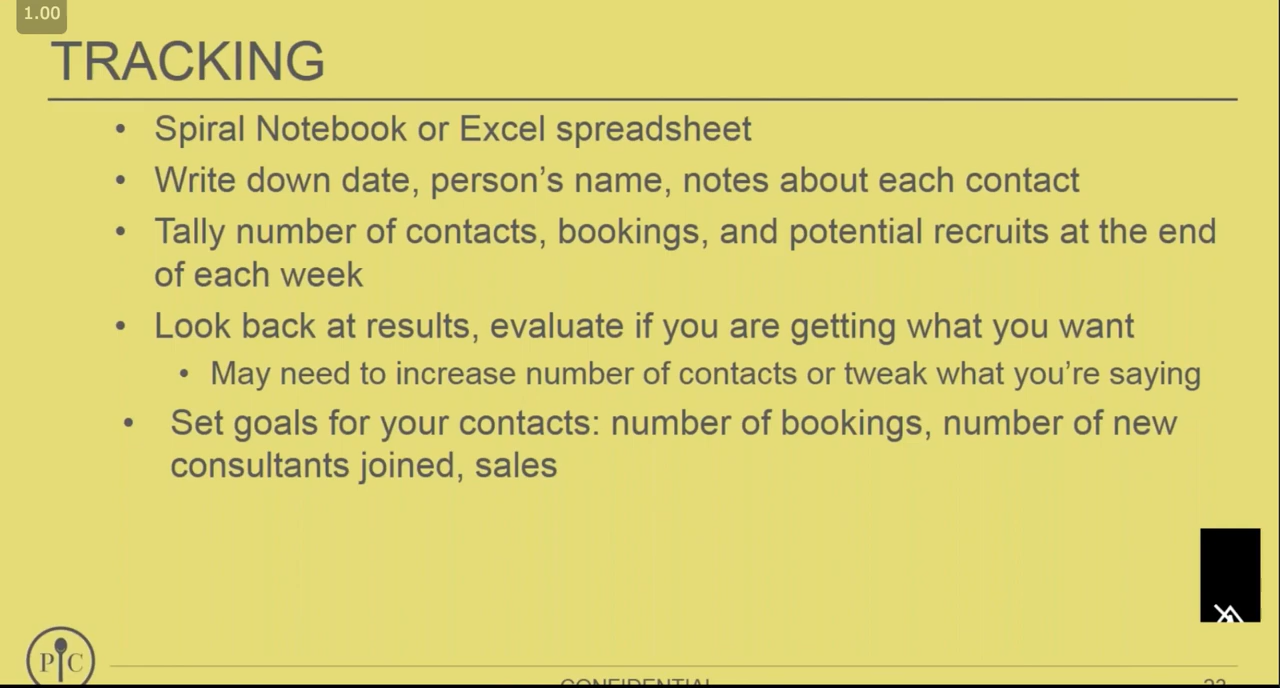 1.00
TRACKING
• Spiral Notebook or Excel spreadsheet
• Write down date, person’s name, notes about each contact
• Tally number of contacts, bookings, and potential recruits at the end
of each week
• Look back at results, evaluate if you are getting what you want
• May need to increase number of contacts or tweak what you’re saying
• Set goals for your contacts: number of bookings, number of new
consultants joined, sales
P C
CONFIDENTIAL